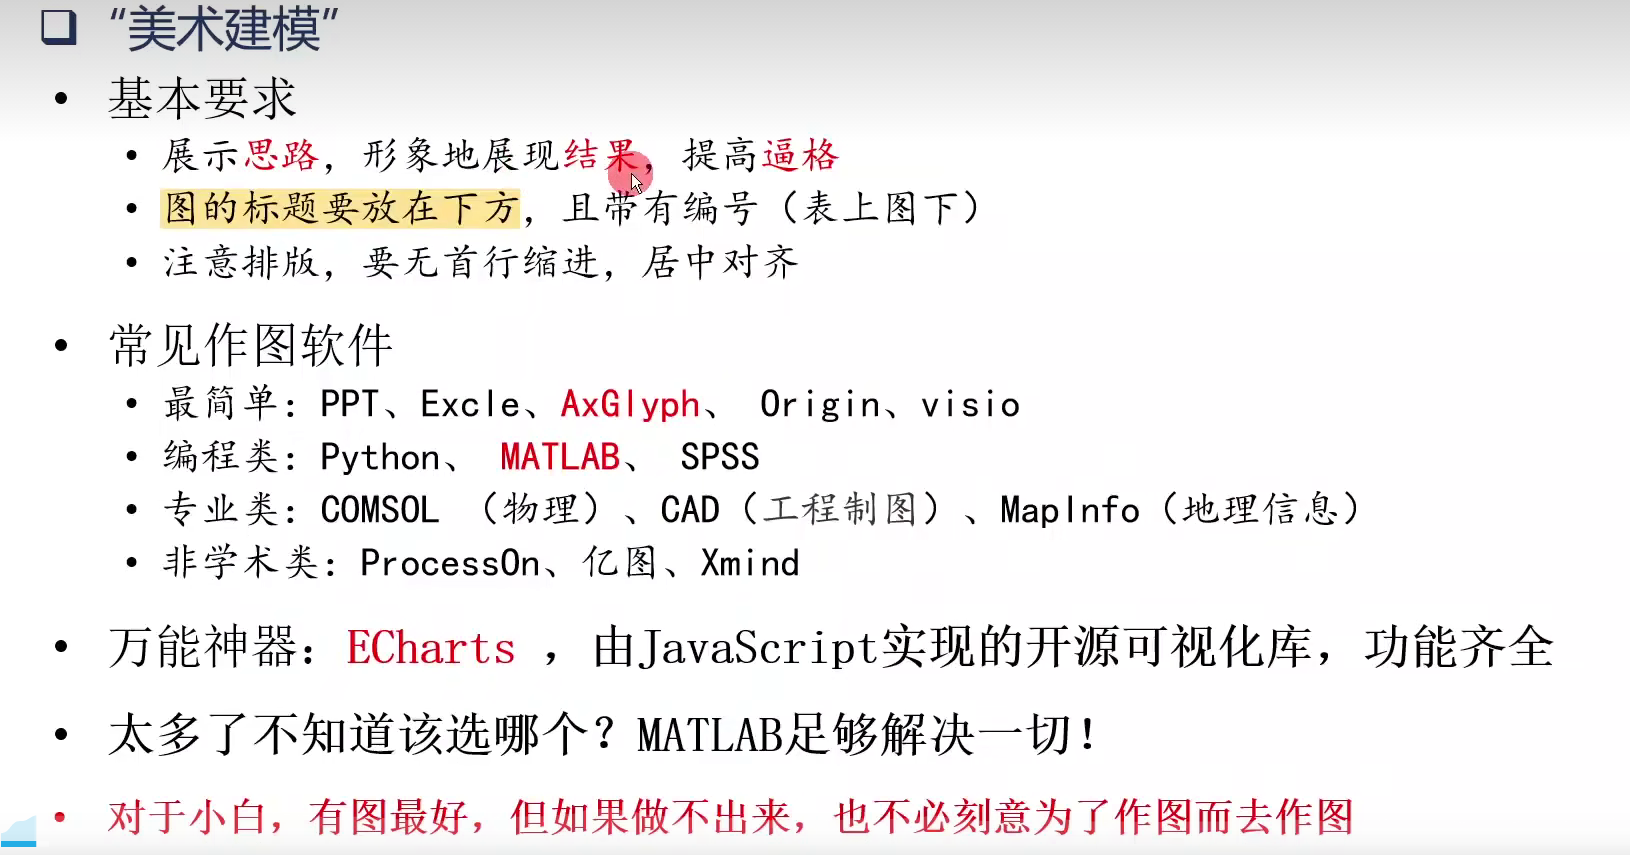 “美术建模”
基本要求
展示思路，形象地展现结果，提高逼格
图的标题要放在下方，且带有编号（表上图下）
注意排版，要无首行缩进，居中对齐
常见作图软件
最简单：PPT、Excle、AxGlyph、 Origin、visio
编程类：Python、 MATLAB、 SPSS
专业类：COMSOL （物理）、CAD（工程制图）、MapInfo（地理信息）
非学术类：ProcessOn、亿图、Xmind
万能神器：ECharts ，由JavaScript实现的开源可视化库，功能齐全
太多了不知道该选哪个？MATLAB足够解决一切！
对于小白，有图最好，但如果做不出来，也不必刻意为了作图而去作图